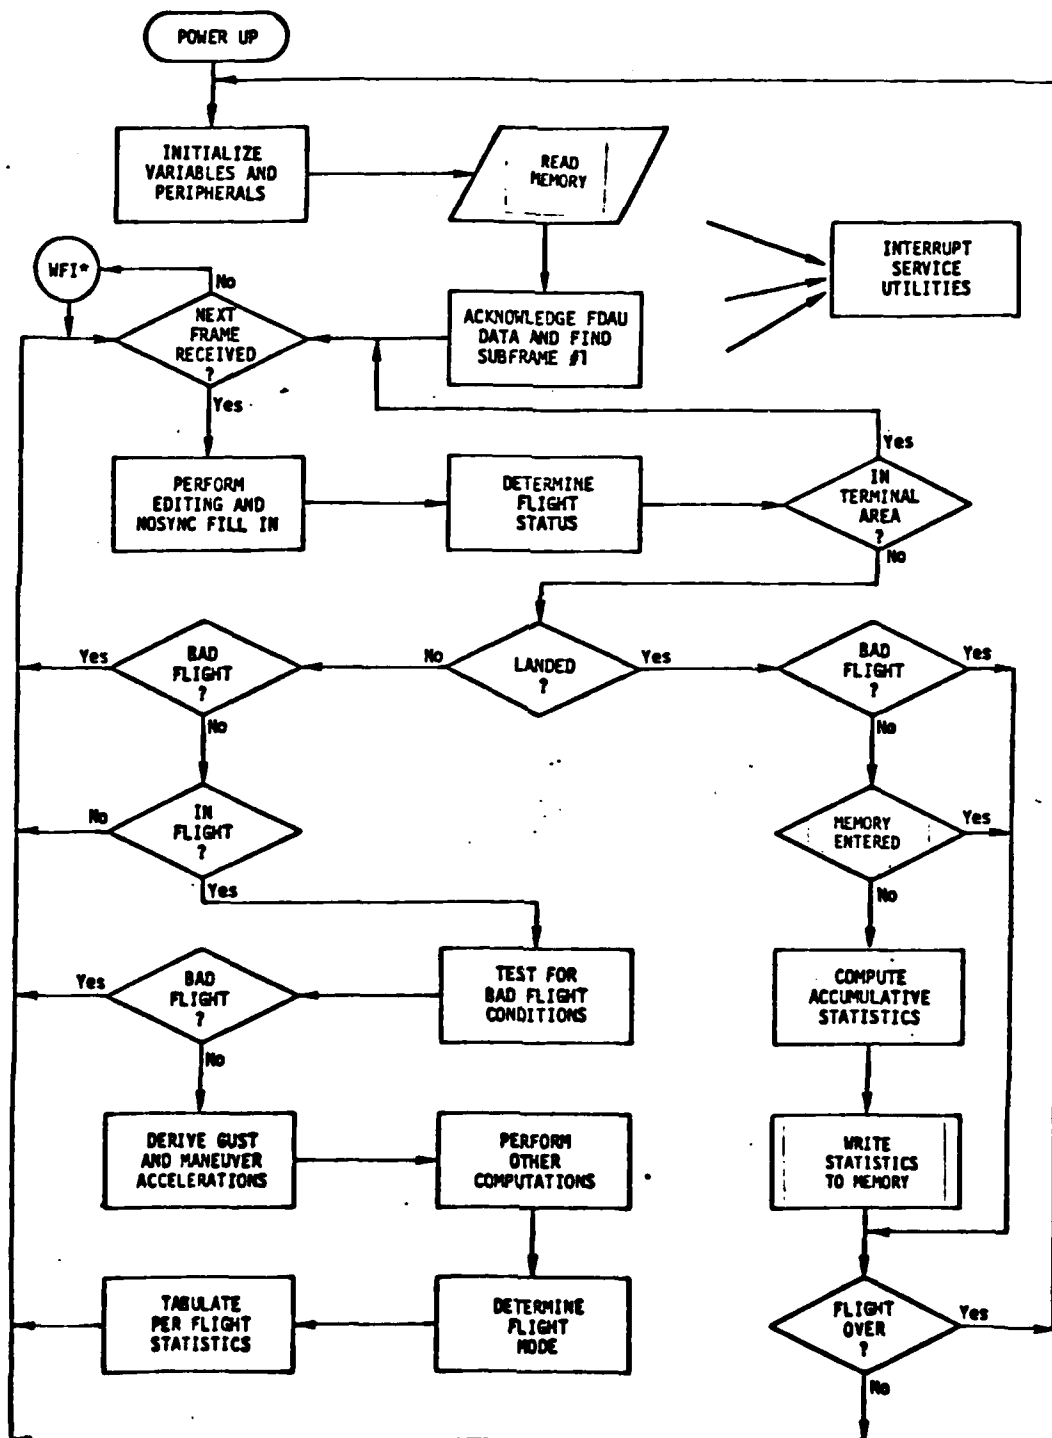 POWER UP
INITIALIZE
VARIABLES AND
PERIPHERALS
READ
MEMORY
INTERRUPT
SERVICE
UTILITIES
WFI*
No
NEXT
FRAME
RECEIVED
?
Yes
ACKNOWLEDGE FDAU
DATA AND FIND
SUBFRAME #1
PERFORM
EDITING AND
NOSYNC FILL IN
DETERMINE
FLIGHT
STATUS
Yes
IN
TERMINAL
AREA
?
No
Yes
BAD
FLIGHT
?
No
No
LANDED
?
Yes
BAD
FLIGHT
?
Yes
No
No
IN
FLIGHT
?
Yes
MEMORY
ENTERED
Yes
No
Yes
BAD
FLIGHT
?
No
TEST FOR
BAD FLIGHT
CONDITIONS
COMPUTE
ACCUMULATIVE
STATISTICS
DERIVE GUST
AND MANEUVER
ACCELERATIONS
PERFORM
OTHER
COMPUTATIONS
WRITE
STATISTICS
TO MEMORY
TABULATE
PER FLIGHT
STATISTICS
DETERMINE
FLIGHT
MODE
FLIGHT
OVER
?
Yes
No